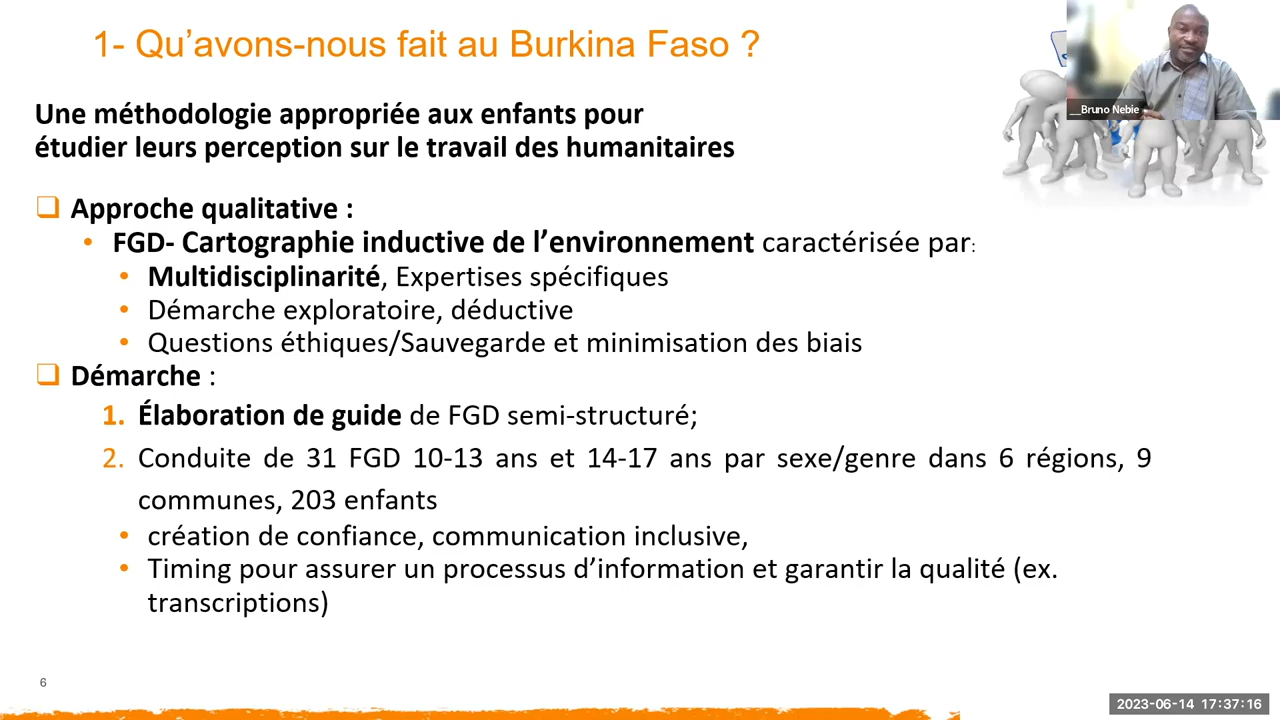 1- Qu’avons-nous fait au Burkina Faso ?
__Bruno Nebie
Une méthodologie appropriée aux enfants pour
étudier leurs perception sur le travail des humanitaires
Approche qualitative :
• FGD- Cartographie inductive de l’environnement caractérisée par:
• Multidisciplinarité, Expertises spécifiques
• Démarche exploratoire, déductive
• Questions éthiques/Sauvegarde et minimisation des biais
Démarche :
1. Élaboration de guide de FGD semi-structuré;
2. Conduite de 31 FGD 10-13 ans et 14-17 ans par sexe/genre dans 6 régions, 9
communes, 203 enfants
• création de confiance, communication inclusive,
• Timing pour assurer un processus d’information et garantir la qualité (ex.
transcriptions)
6
2023-06-14 17:37:16